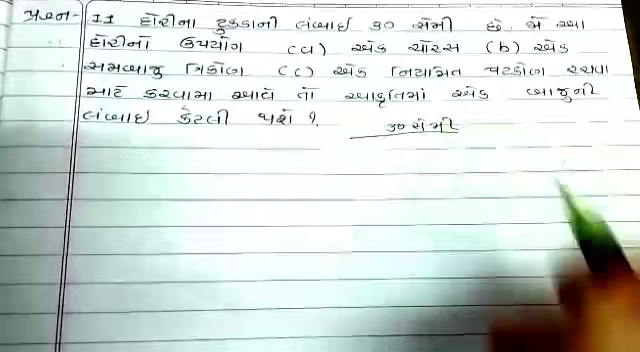 પ્રશ્ન- 11 દોરીના ટુકડાની લંબાઈ 30 સેમી છે. જો આ
દોરીનો ઉપયોગ (a) એક ચોરસ (b) એક
સમબાજુ ત્રિકોણ (c) એક નિયમિત ષટકોણ રચવા
માટે કરવામા આવે તો આકૃતિમાં એક બાજુની
લંબાઈ કેટલી થશે ?
30 સેમી